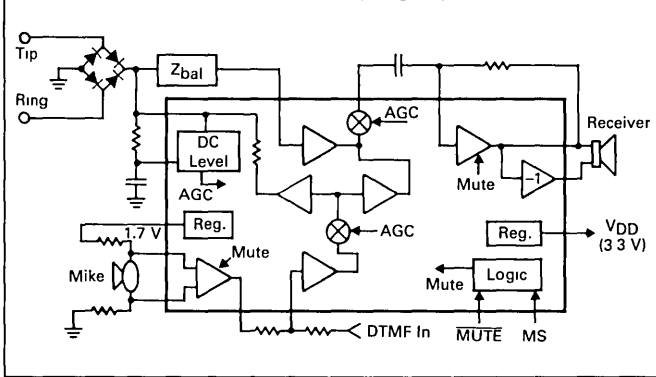 Tip
Ring
Zbal
AGC
Receiver
DC
Level
AGC
Mute
-1
1.7 V
Reg.
Mute
AGC
Reg.
VDD
(3 3 V)
Mike
Mute
Logic
DTMF In
MUTE
MS